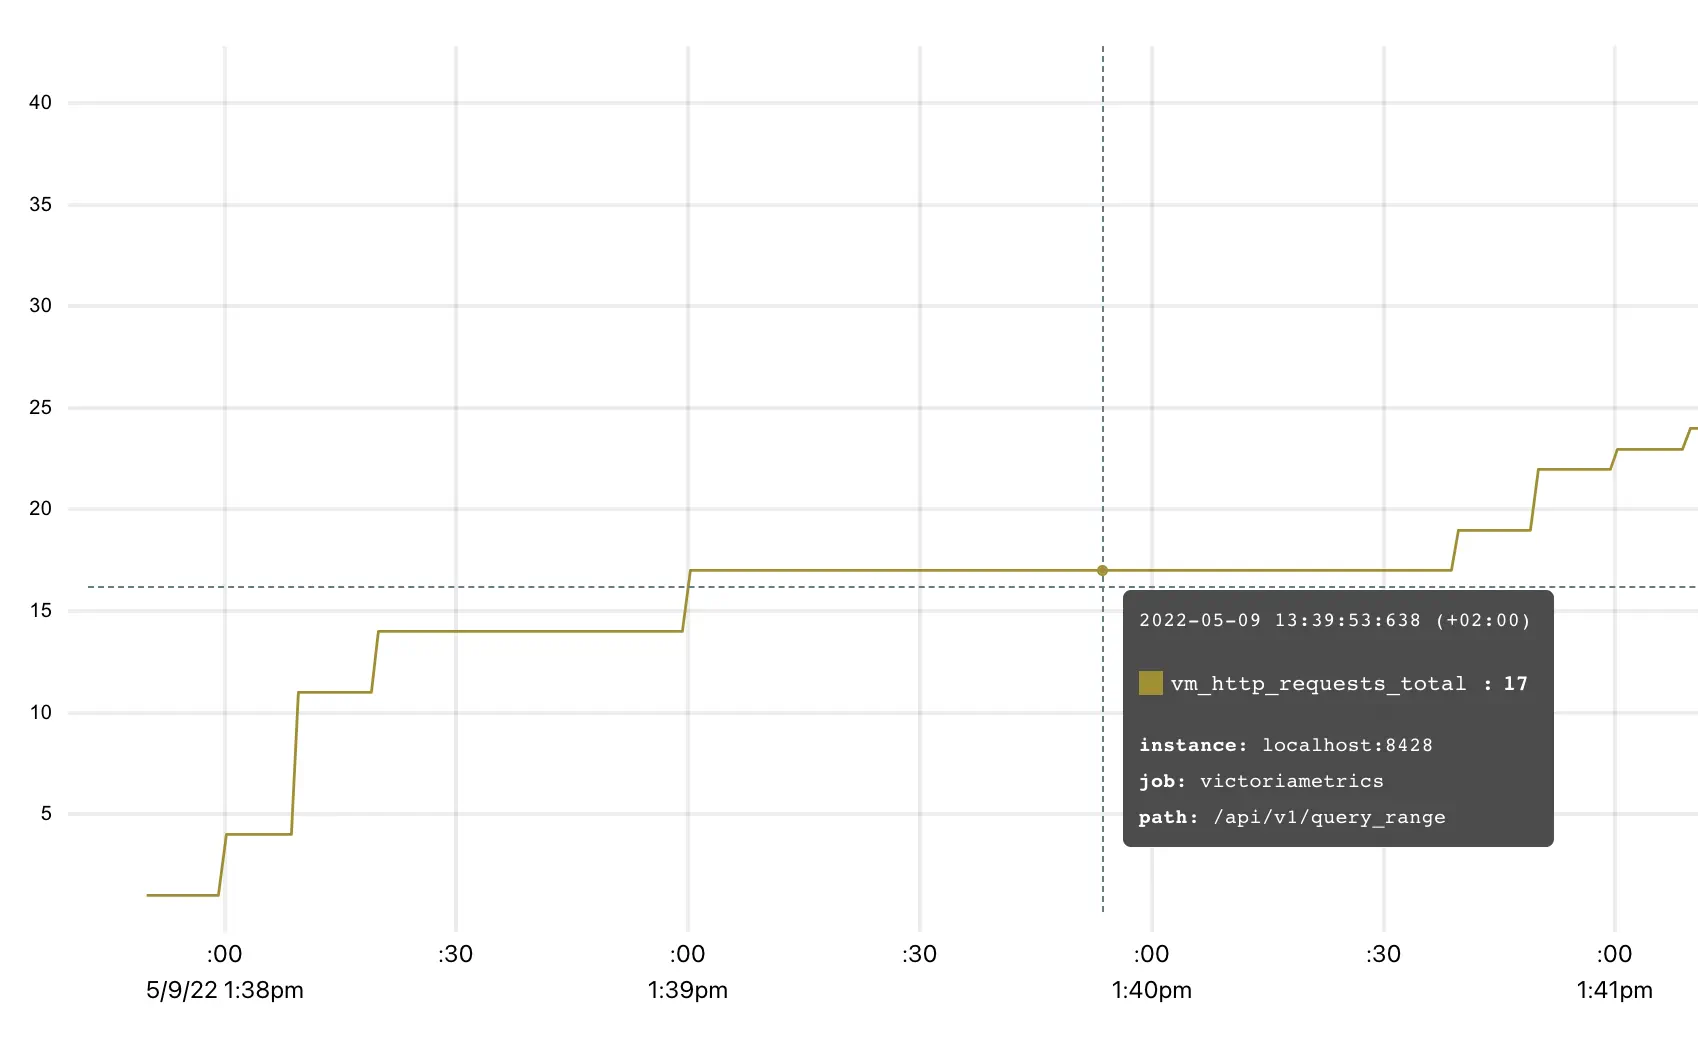 40
35
30
25
20
15
10
5
2022-05-09 13:39:53:638 (+02:00)
vm_http_requests_total : 17
instance: localhost:8428
job: victoriametrics
path: /api/v1/query_range
:00 :30 :00 :30 :00 :30 :00
5/9/22 1:38pm 1:39pm 1:40pm 1:41pm